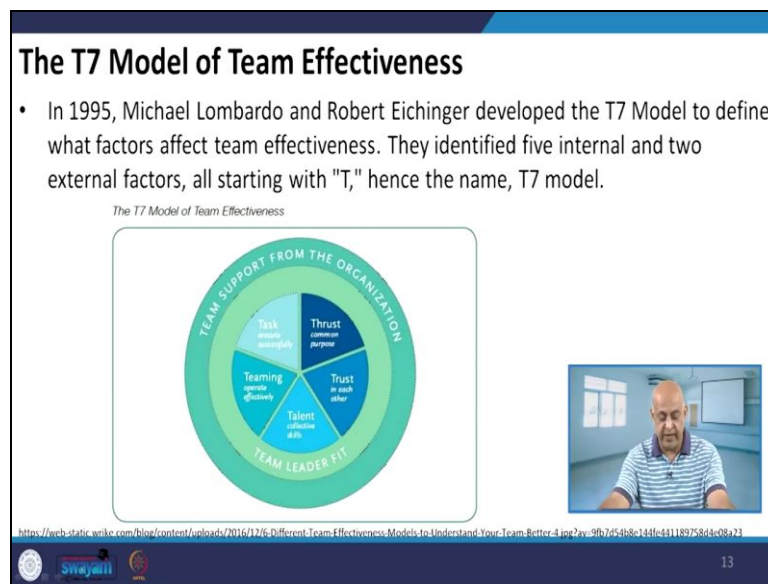 The T7 Model of Team Effectiveness
• In 1995, Michael Lombardo and Robert Eichinger developed the T7 Model to define
what factors affect team effectiveness. They identified five internal and two
external factors, all starting with "T," hence the name, T7 model.
The T7 Model of Team Effectiveness
TEAM SUPPORT FROM THE ORGANIZATION
Task
execute
successfully
Thrust
common
purpose
Teaming
operate
effectively
Trust
in each
other
Talent
collective
skills
TEAM LEADER FIT
https://web-static.wrike.com/blog/content/uploads/2016/12/6-Different-Team-Effectiveness-Models-to-Understand-Your-Team-Better-4.jpg?av=9fb7d54b8e144fe441189758d4e08a23
swayam
13